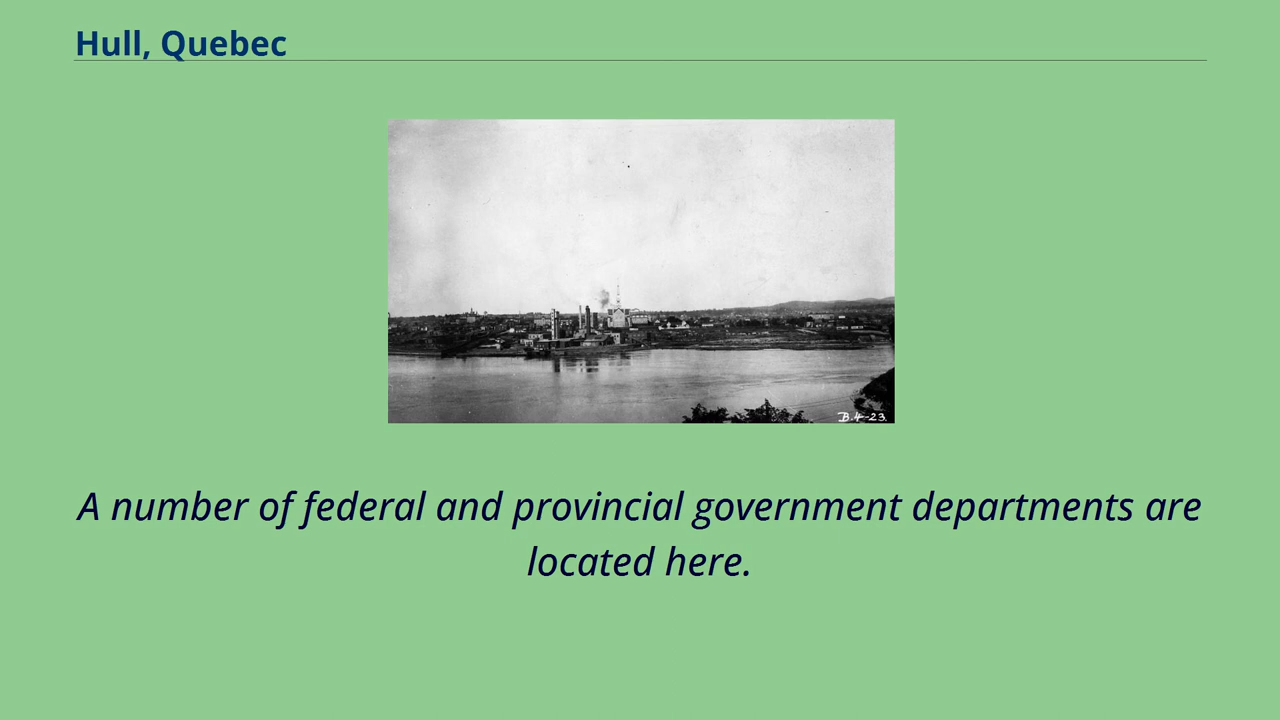 Hull, Quebec
B.4-23.
A number of federal and provincial government departments are
located here.